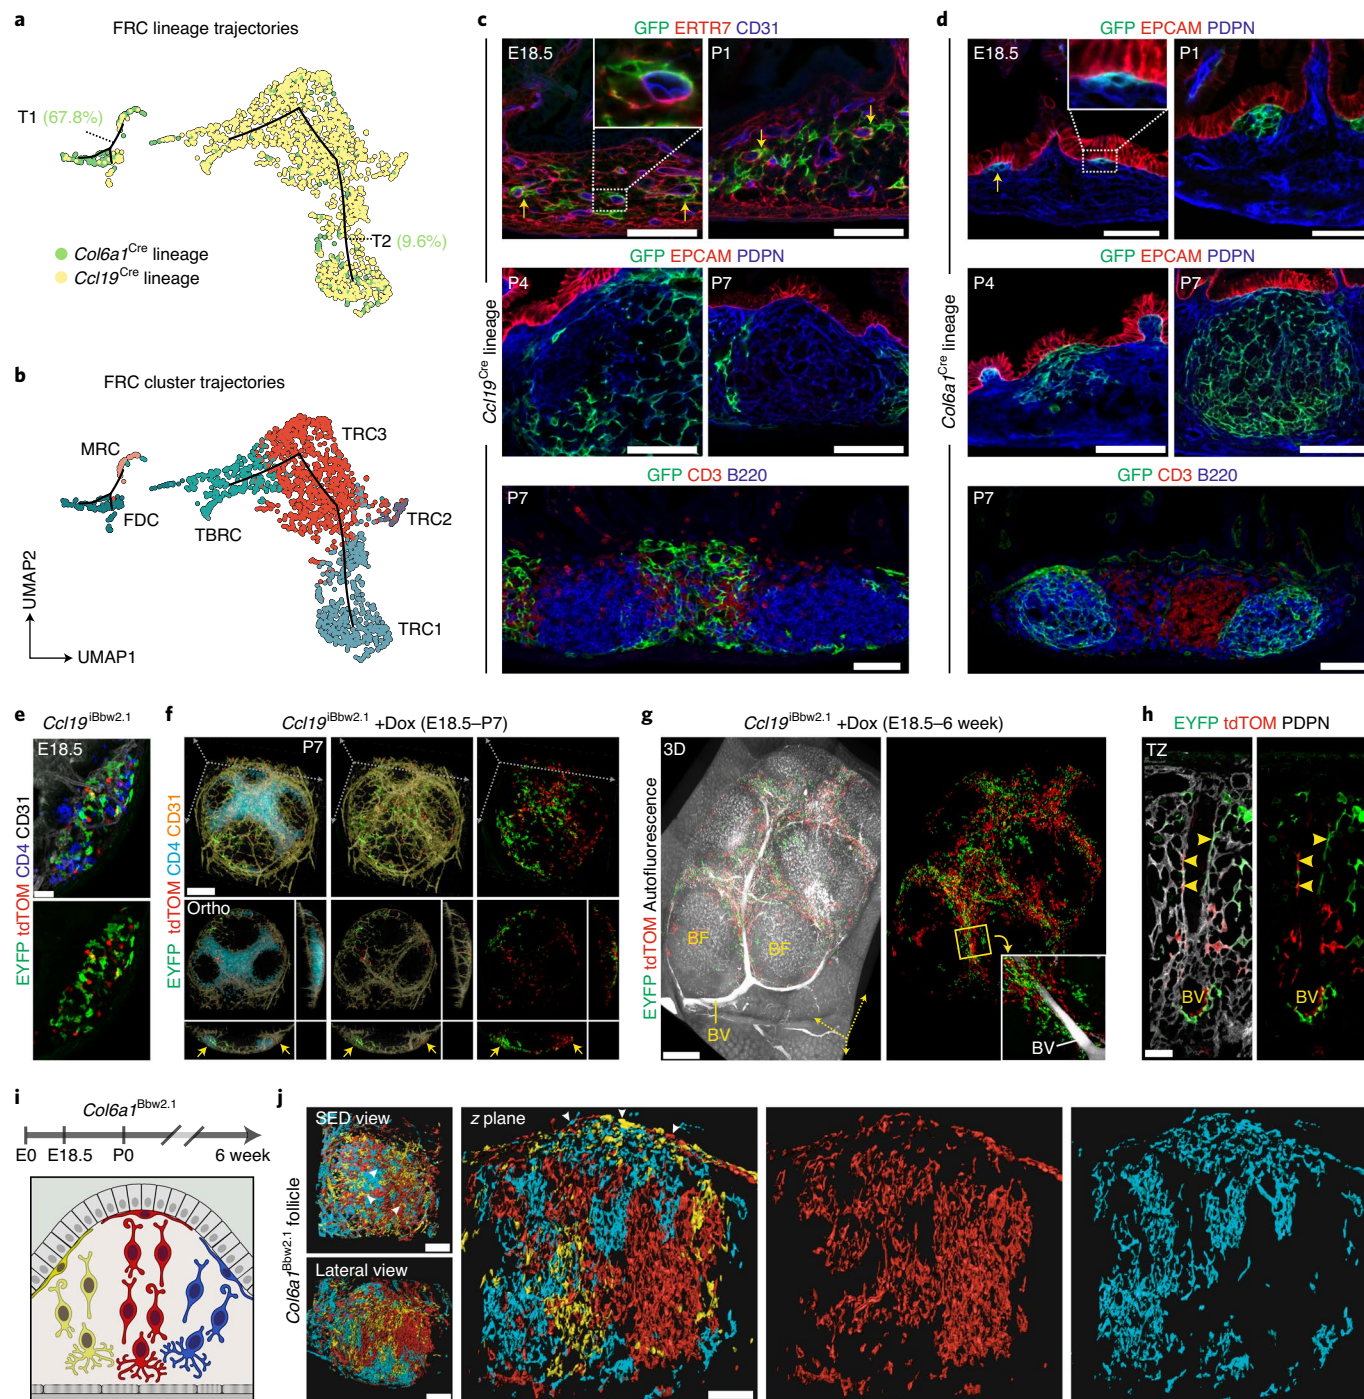 a
FRC lineage trajectories
T1 (67.8%)
T2 (9.6%)
Col6a1Cre lineage
Ccl19Cre lineage
b
FRC cluster trajectories
MRC
FDC
TBRC
TRC3
TRC2
TRC1
UMAP2
UMAP1
c
GFP ERTR7 CD31
E18.5
P1
GFP EPCAM PDPN
P4
P7
GFP CD3 B220
P7
Ccl19Cre lineage
d
GFP EPCAM PDPN
E18.5
P1
GFP EPCAM PDPN
P4
P7
GFP CD3 B220
P7
Col6a1Cre lineage
e
Ccl19iBbw2.1
E18.5
EYFP tdTOM CD4 CD31
f
Ccl19iBbw2.1 +Dox (E18.5–P7)
P7
Ortho
EYFP tdTOM CD4 CD31
g
Ccl19iBbw2.1 +Dox (E18.5–6 week)
3D
BF
BF
BV
BV
EYFP tdTOM Autofluorescence
h
EYFP tdTOM PDPN
TZ
BV
BV
i
Col6a1Bbw2.1
E0
E18.5
P0
6 week
j
SED view
Lateral view
z plane
Col6a1Bbw2.1 follicle